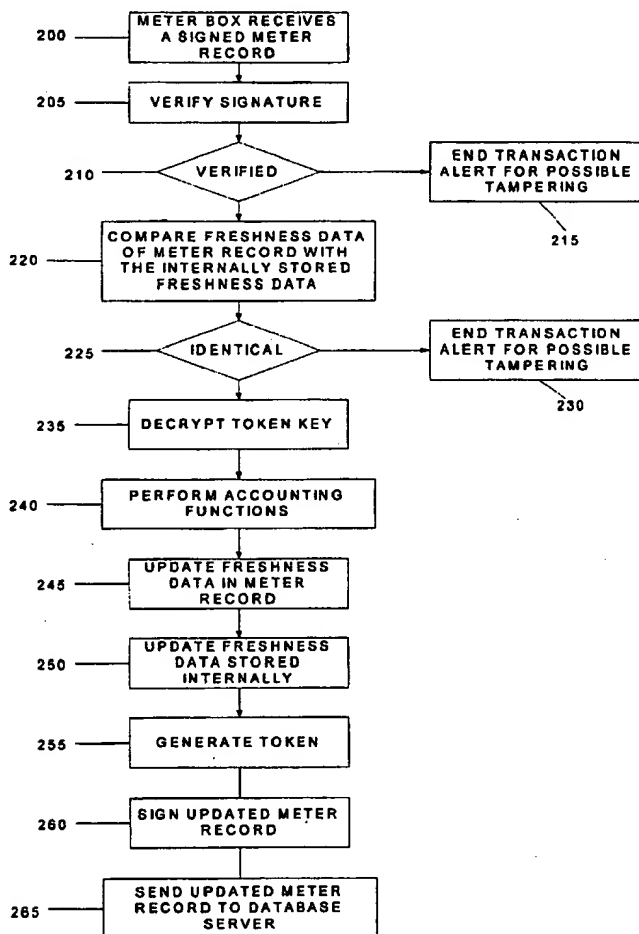 200
METER BOX RECEIVES
A SIGNED METER
RECORD
205
VERIFY SIGNATURE
210
VERIFIED
END TRANSACTION
ALERT FOR POSSIBLE
TAMPERING
215
220
COMPARE FRESHNESS DATA
OF METER RECORD WITH
THE INTERNALLY STORED
FRESHNESS DATA
225
IDENTICAL
END TRANSACTION
ALERT FOR POSSIBLE
TAMPERING
230
235
DECRYPT TOKEN KEY
240
PERFORM ACCOUNTING
FUNCTIONS
245
UPDATE FRESHNESS
DATA IN METER
RECORD
250
UPDATE FRESHNESS
DATA STORED
INTERNALLY
255
GENERATE TOKEN
260
SIGN UPDATED METER
RECORD
265
SEND UPDATED METER
RECORD TO DATABASE
SERVER